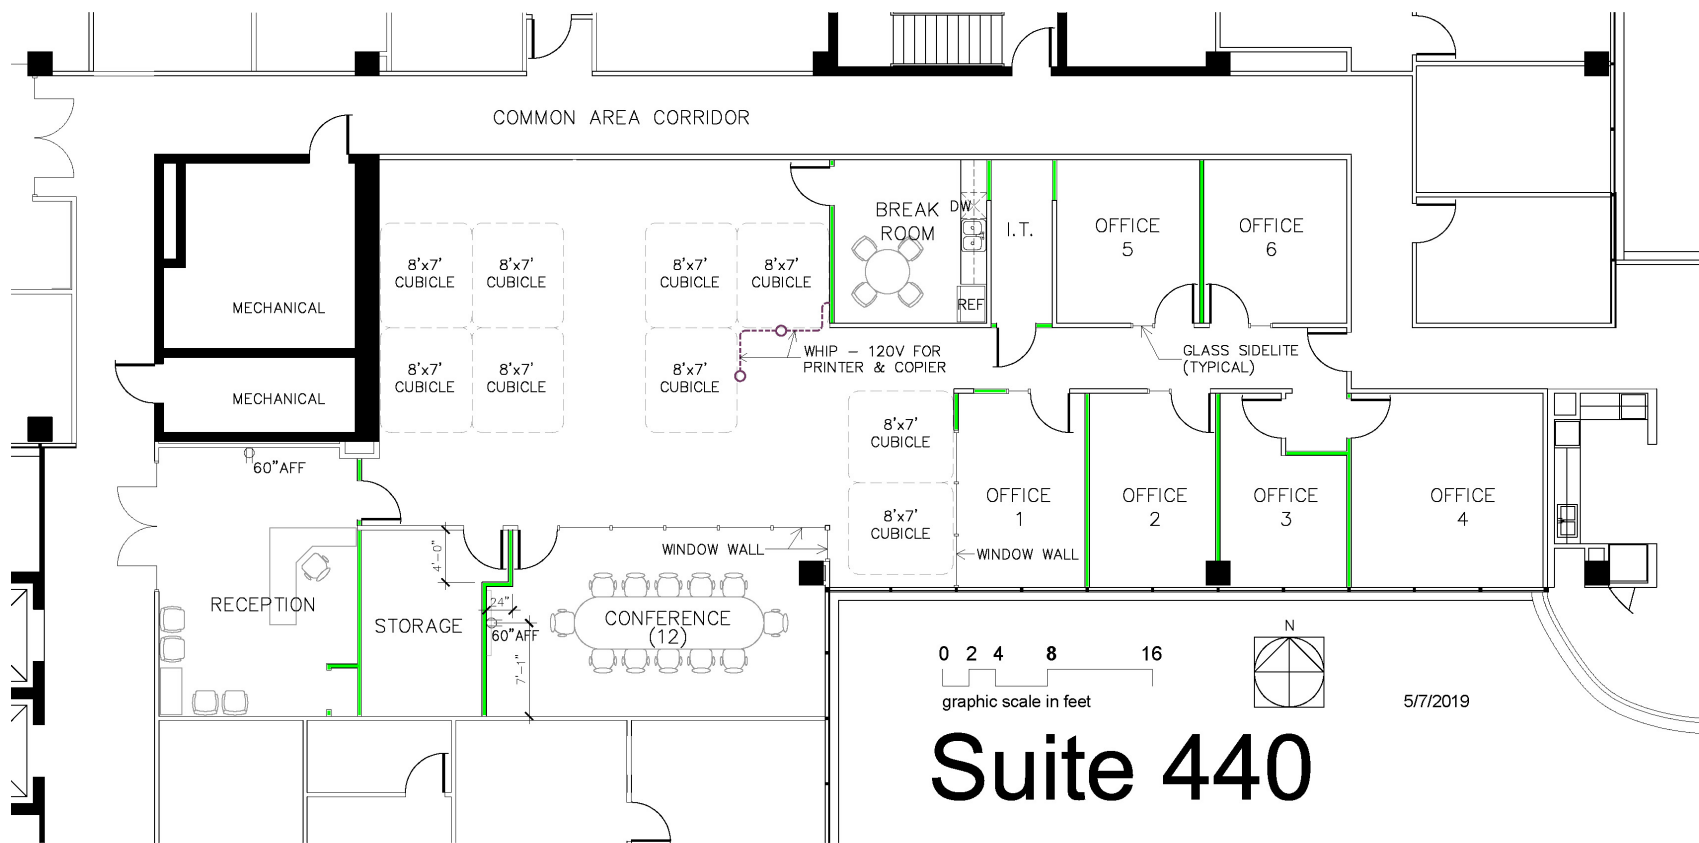 COMMON AREA CORRIDOR
BREAK
ROOM
DW
I.T.
OFFICE
5
OFFICE
6
8'x7'
CUBICLE
8'x7'
CUBICLE
8'x7'
CUBICLE
8'x7'
CUBICLE
MECHANICAL
REF
WHIP – 120V FOR
PRINTER & COPIER
GLASS SIDELITE
(TYPICAL)
8'x7'
CUBICLE
8'x7'
CUBICLE
8'x7'
CUBICLE
MECHANICAL
8'x7'
CUBICLE
60"AFF
OFFICE
1
OFFICE
2
OFFICE
3
OFFICE
4
8'x7'
CUBICLE
4'-0"
WINDOW WALL
WINDOW WALL
RECEPTION
STORAGE
24"
60"AFF
7'-1"
CONFERENCE
(12)
N
0 2 4 8 16
graphic scale in feet
5/7/2019
Suite 440